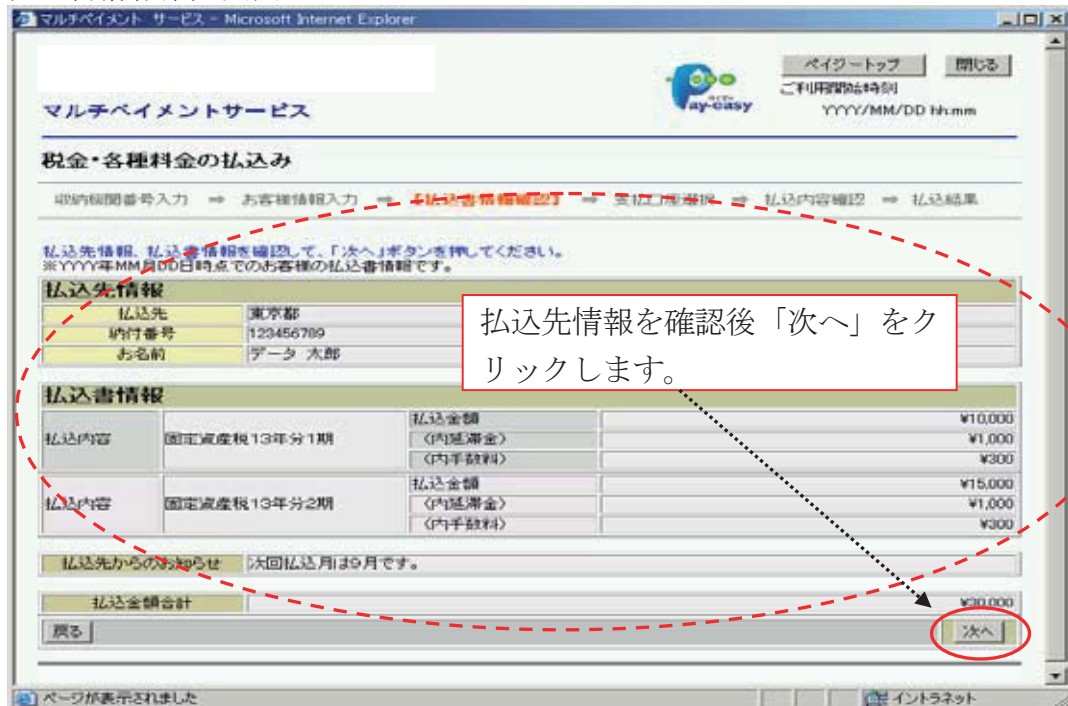 マルチペイメント サービス - Microsoft Internet Explorer
Pay-easy
ペイジートップ 閉じる
ご利用開始時刻
YYYY/MM/DD hh:mm
マルチペイメントサービス
税金・各種料金の払込み
収納機関番号入力 ⇒ お客様情報入力 ⇒ 【払込書情報確認】 ⇒ 支払口座選択 ⇒ 払込内容確認 ⇒ 払込結果
払込先情報、払込書情報を確認して、「次へ」ボタンを押してください。
※YYYY年MM月DD日時点でのお客様の払込書情報です。
払込先情報
払込先 東京都
納付番号 123456789
お名前 データ 太郎
払込先情報を確認後「次へ」をク
リックします。
払込書情報
払込内容 固定資産税13年分1期
払込金額 ¥10,000
(内延滞金) ¥1,000
(内手数料) ¥300
払込内容 固定資産税13年分2期
払込金額 ¥15,000
(内延滞金) ¥1,000
(内手数料) ¥300
払込先からのお知らせ 次回払込月は9月です。
払込金額合計 ¥30,000
戻る 次へ
ページが表示されました イントラネット